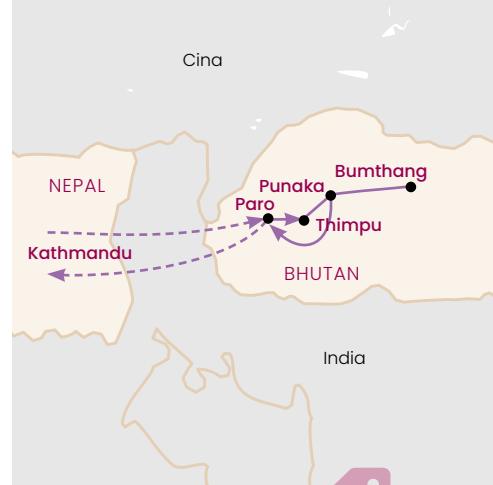 Cina
Bumthang
NEPAL
Punaka
Paro
Thimpu
Kathmandu
BHUTAN
India